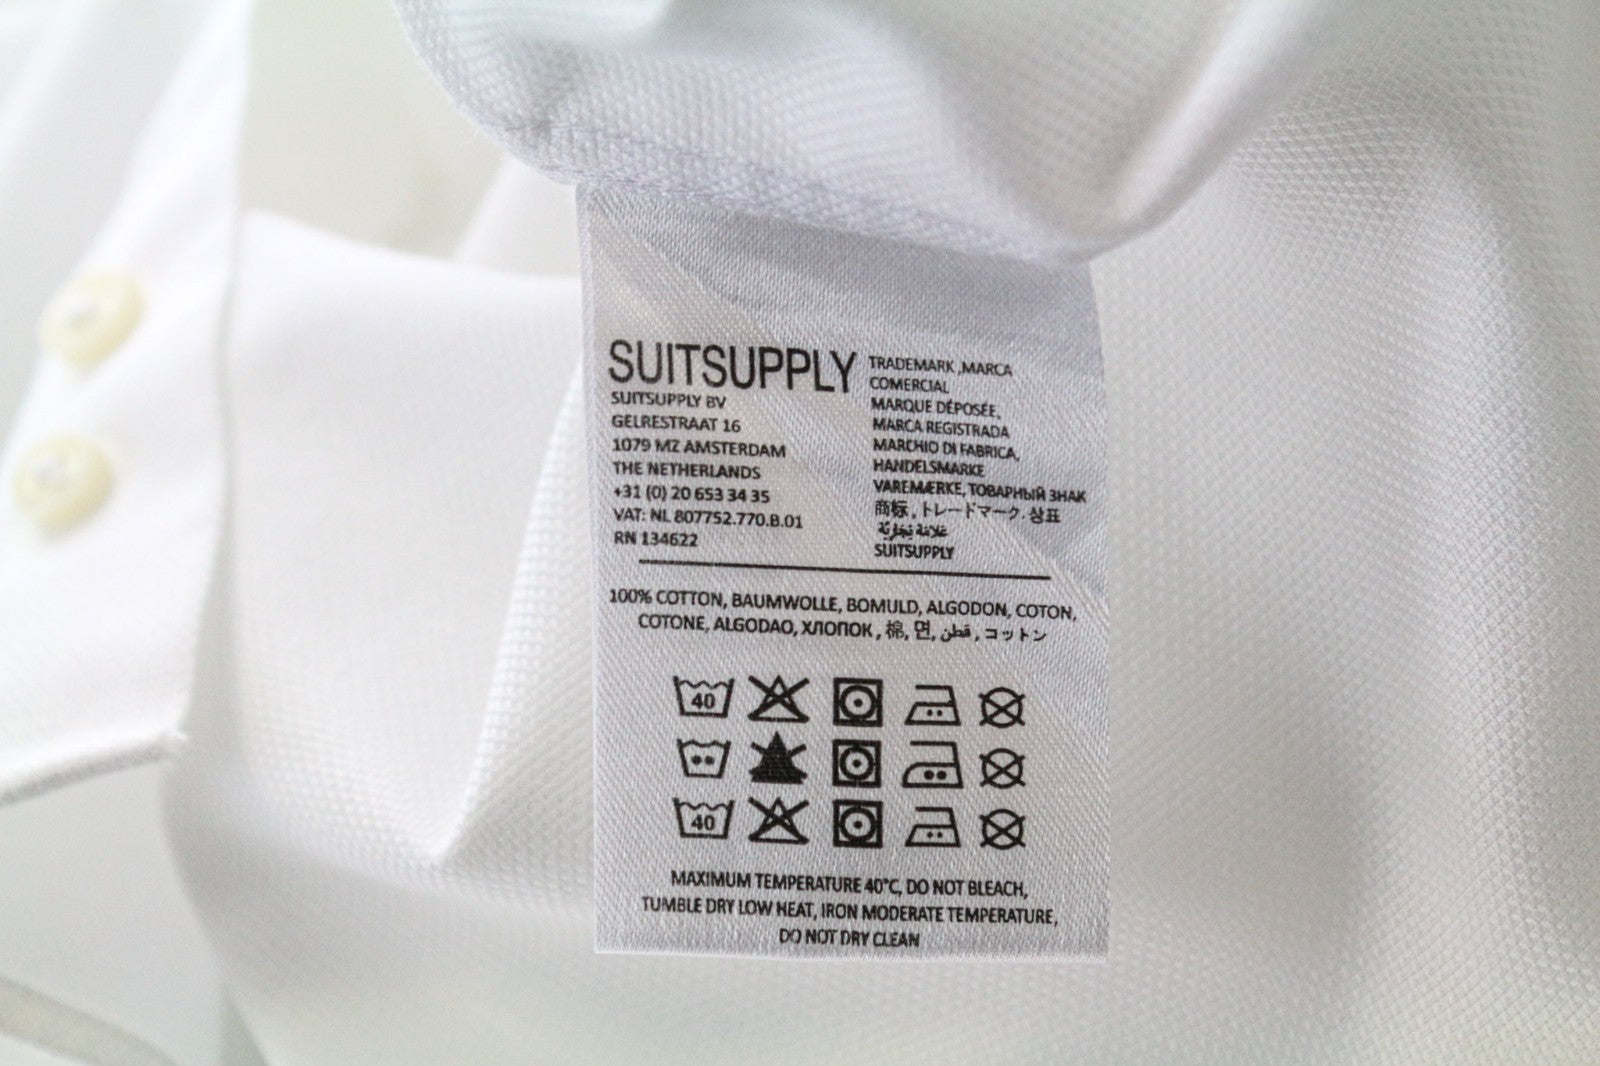 SUITSUPPLY
SUITSUPPLY BV
GELRESTRAAT 16
1079 MZ AMSTERDAM
THE NETHERLANDS
+31 (0) 20 653 34 35
VAT: NL 807752.770.B.01
RN 134622
TRADEMARK ,MARCA
COMERCIAL
MARQUE DÉPOSÉE,
MARCA REGISTRADA
MARCHIO DI FABRICA,
HANDELSMARKE
VAREMÆRKE, ТОВАРНЫЙ ЗНАК
商标 , トレードマーク. 상표
علامة تجارية
SUITSUPPLY
100% COTTON, BAUMWOLLE, BOMULD, ALGODON, COTON,
COTONE, ALGODAO, ХЛОПОК , 棉, 면, قطن , コットン
40
40
MAXIMUM TEMPERATURE 40°C, DO NOT BLEACH,
TUMBLE DRY LOW HEAT, IRON MODERATE TEMPERATURE,
DO NOT DRY CLEAN